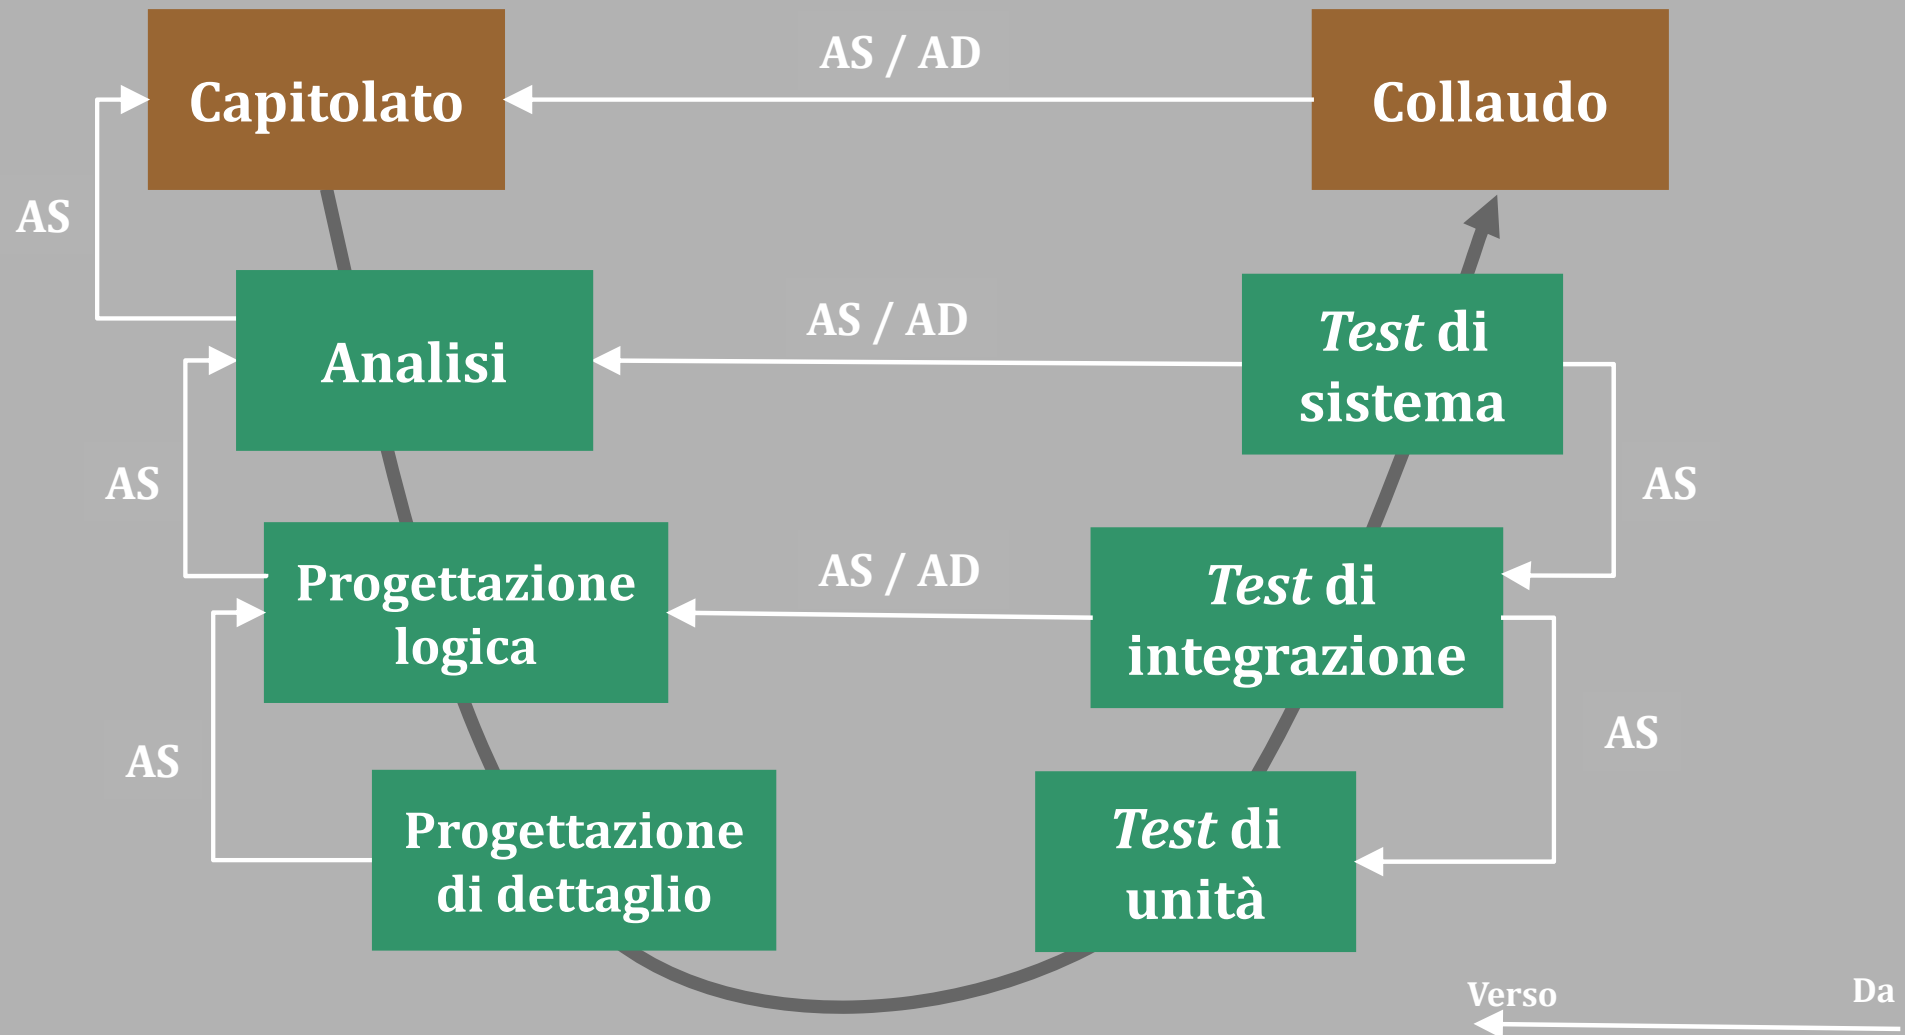 Capitolato
AS / AD
Collaudo
AS
Analisi
AS / AD
Test di
sistema
AS
AS
Progettazione
logica
AS / AD
Test di
integrazione
AS
AS
Progettazione
di dettaglio
Test di
unità
Verso
Da